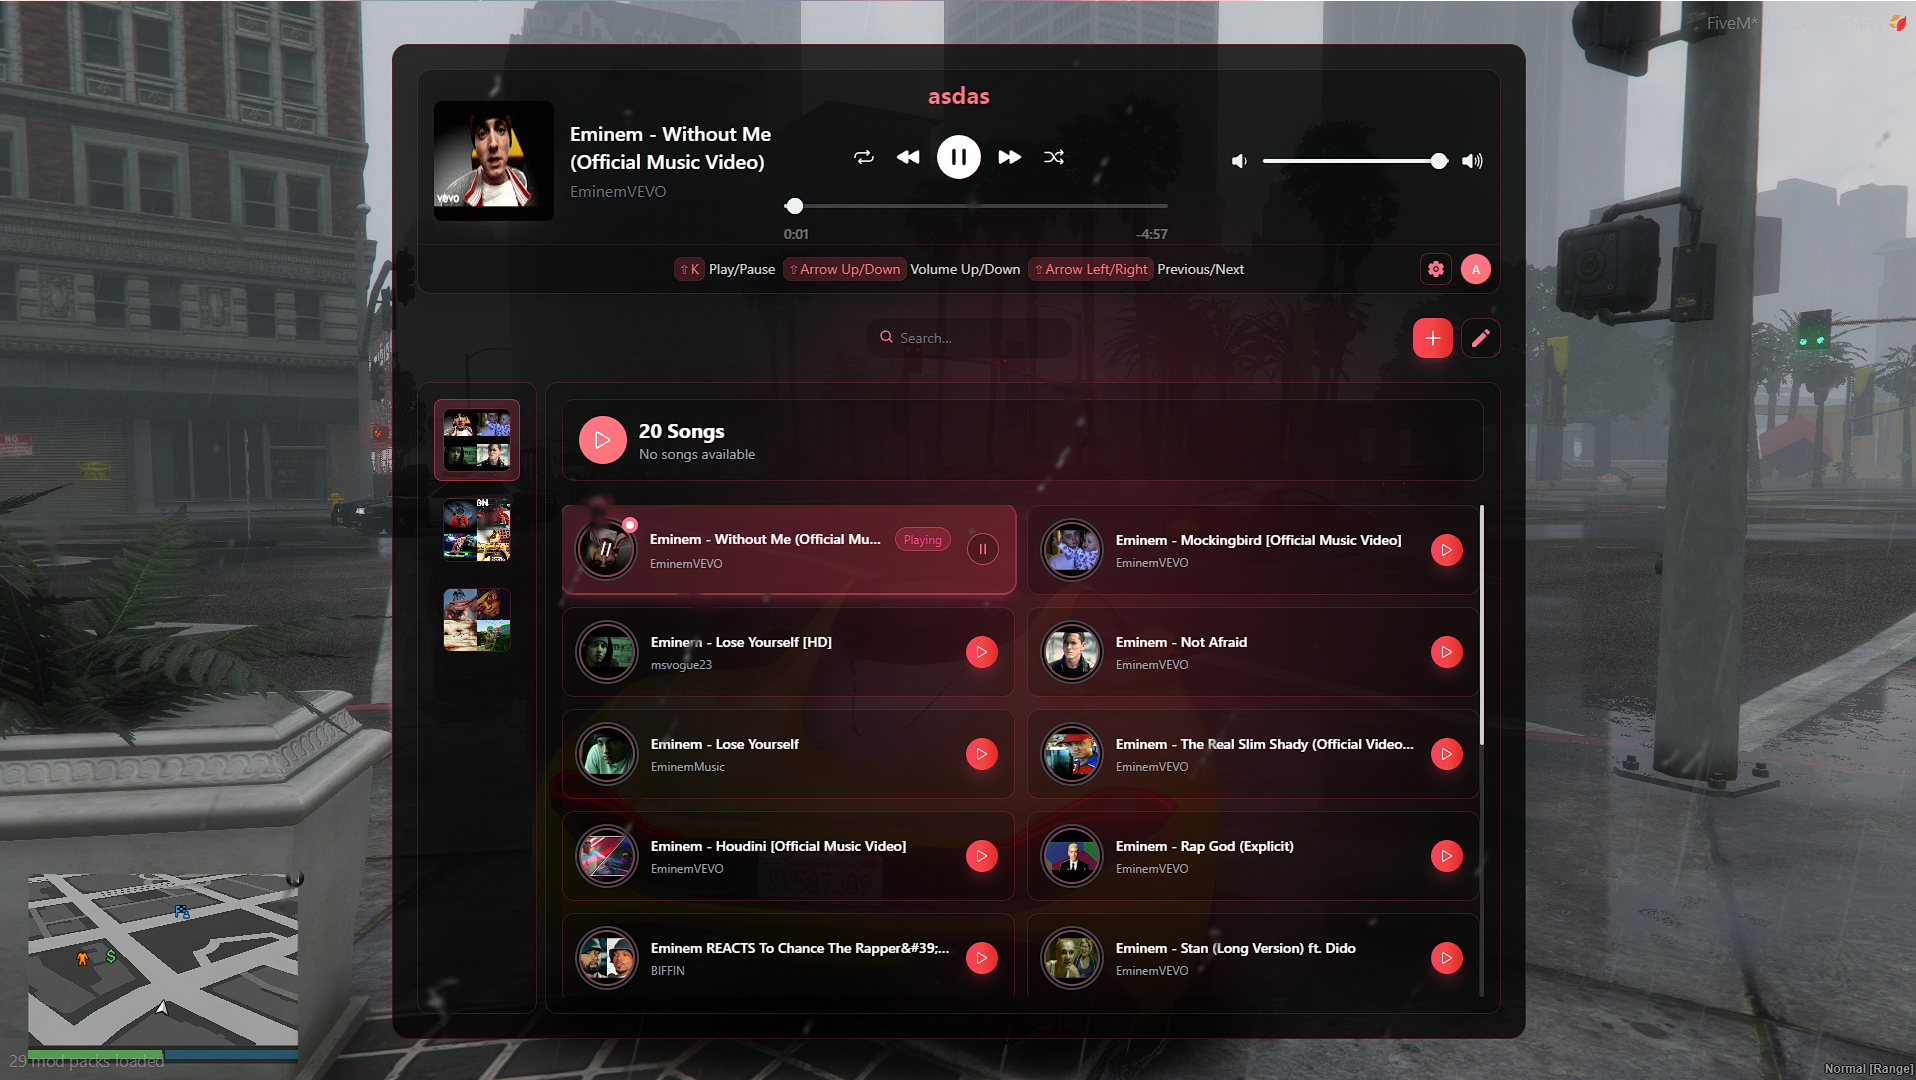 FiveM*
asdas
Eminem - Without Me
(Official Music Video)
EminemVEVO
vevo
0:01
-4:57
⇧ K Play/Pause ⇧ Arrow Up/Down Volume Up/Down ⇧ Arrow Left/Right Previous/Next
A
Search...
20 Songs
No songs available
Eminem - Without Me (Official Mu...
Playing
EminemVEVO
Eminem - Mockingbird [Official Music Video]
EminemVEVO
Eminem - Lose Yourself [HD]
msvogue23
Eminem - Not Afraid
EminemVEVO
Eminem - Lose Yourself
EminemMusic
Eminem - The Real Slim Shady (Official Video...
EminemVEVO
Eminem - Houdini [Official Music Video]
EminemVEVO
Eminem - Rap God (Explicit)
EminemVEVO
Eminem REACTS To Chance The Rapper&#39;...
BIFFIN
Eminem - Stan (Long Version) ft. Dido
EminemVEVO
NO
29 mod packs loaded
Normal [Range]